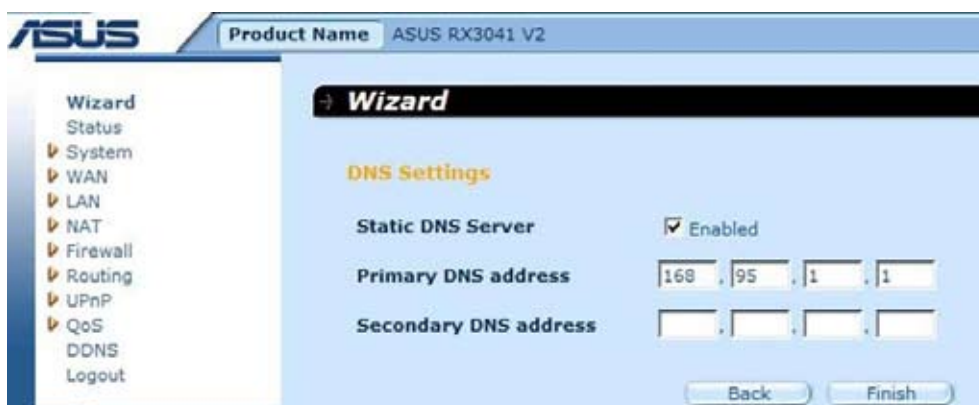 ASUS
Product Name ASUS RX3041 V2
Wizard
Status
System
WAN
LAN
NAT
Firewall
Routing
UPnP
QoS
DDNS
Logout
Wizard
DNS Settings
Static DNS Server Enabled
Primary DNS address 168 . 95 . 1 . 1
Secondary DNS address . . .
Back Finish